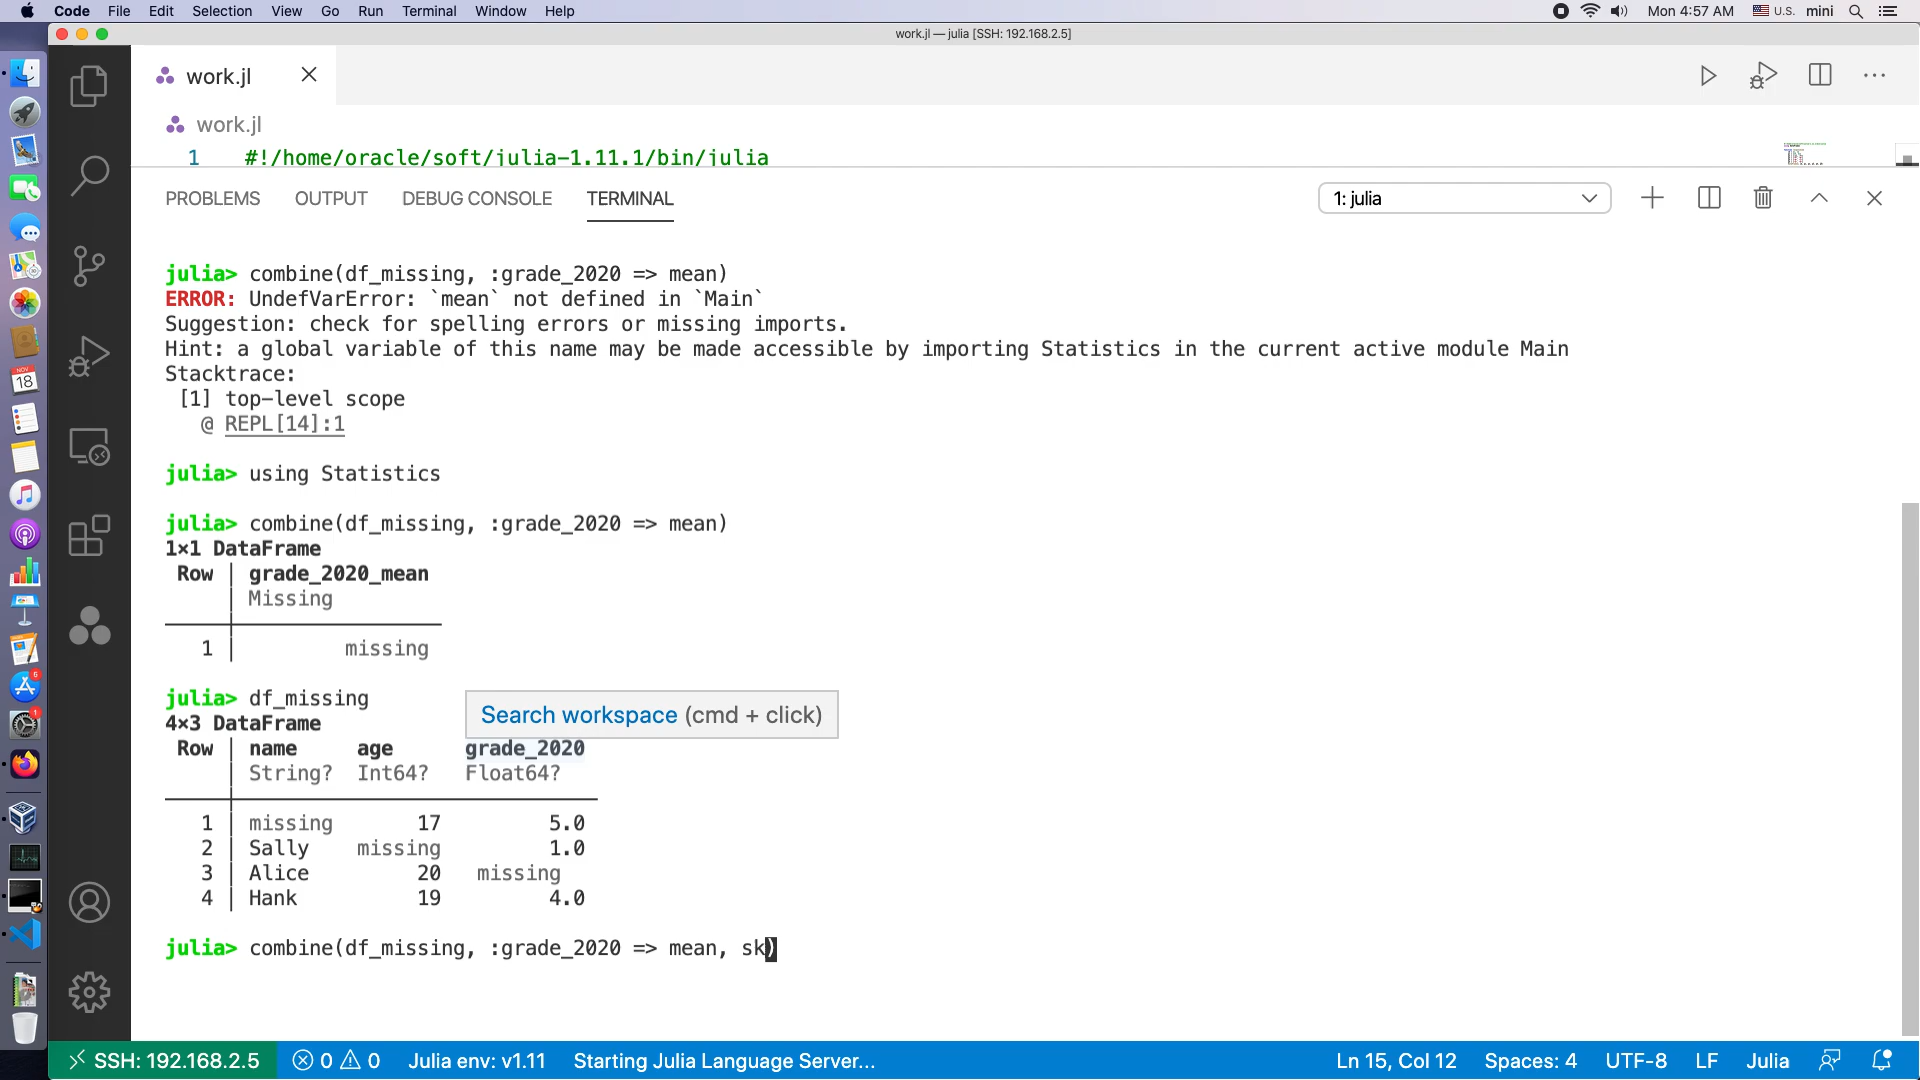 Code File Edit Selection View Go Run Terminal Window Help Mon 4:57 AM U.S. mini
work.jl — julia [SSH: 192.168.2.5]
work.jl
work.jl
1 #!/home/oracle/soft/julia-1.11.1/bin/julia
PROBLEMS OUTPUT DEBUG CONSOLE TERMINAL 1: julia
julia> combine(df_missing, :grade_2020 => mean)
ERROR: UndefVarError: `mean` not defined in `Main`
Suggestion: check for spelling errors or missing imports.
Hint: a global variable of this name may be made accessible by importing Statistics in the current active module Main
Stacktrace:
[1] top-level scope
@ REPL[14]:1
julia> using Statistics
julia> combine(df_missing, :grade_2020 => mean)
1×1 DataFrame
Row grade_2020_mean
Missing
1 missing
julia> df_missing
Search workspace (cmd + click)
4×3 DataFrame
Row name age grade_2020
String? Int64? Float64?
1 missing 17 5.0
2 Sally missing 1.0
3 Alice 20 missing
4 Hank 19 4.0
julia> combine(df_missing, :grade_2020 => mean, sk)
NOV
18
6
1
SSH: 192.168.2.5 0 0 Julia env: v1.11 Starting Julia Language Server... Ln 15, Col 12 Spaces: 4 UTF-8 LF Julia